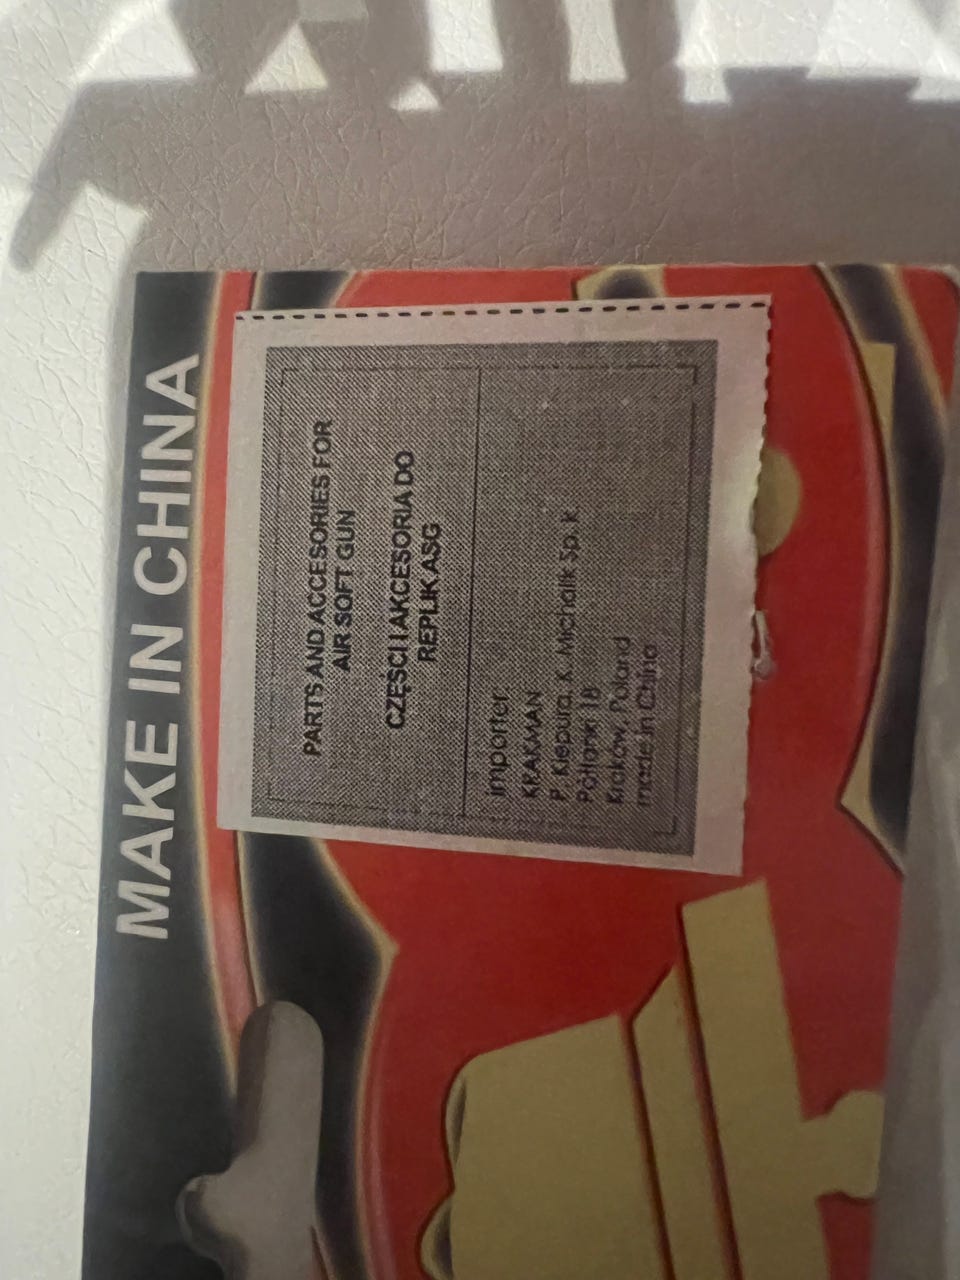 MAKE IN CHINA
PARTS AND ACCESORIES FOR
AIR SOFT GUN
CZĘŚCI I AKCESORIA DO
REPLIK ASG
importer:
KRAKMAN
P. Kiepura, K. Michalik Sp.k.
Półłanki 18
Kraków, Poland
made in China